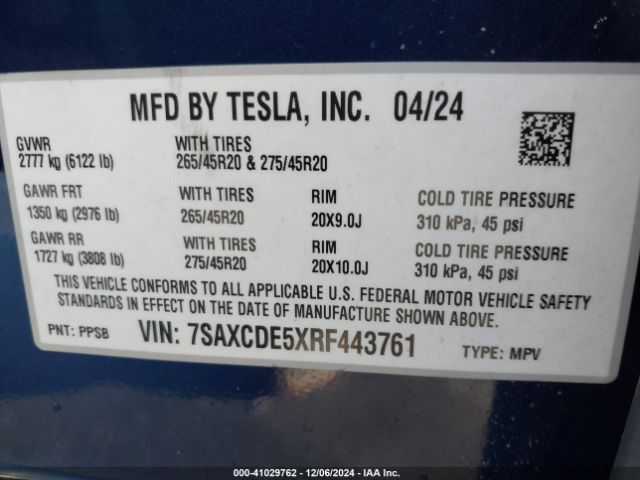 MFD BY TESLA, INC. 04/24
GVWR WITH TIRES
2777 kg (6122 lb) 265/45R20 & 275/45R20
GAWR FRT WITH TIRES RIM COLD TIRE PRESSURE
1350 kg (2976 lb) 265/45R20 20X9.0J 310 kPa, 45 psi
GAWR RR WITH TIRES RIM COLD TIRE PRESSURE
1727 kg (3808 lb) 275/45R20 20X10.0J 310 kPa, 45 psi
THIS VEHICLE CONFORMS TO ALL APPLICABLE U.S. FEDERAL MOTOR VEHICLE SAFETY
STANDARDS IN EFFECT ON THE DATE OF MANUFACTURE SHOWN ABOVE.
PNT: PPSB VIN: 7SAXCDE5XRF443761 TYPE: MPV
000-41029762 - 12/06/2024 - IAA Inc.